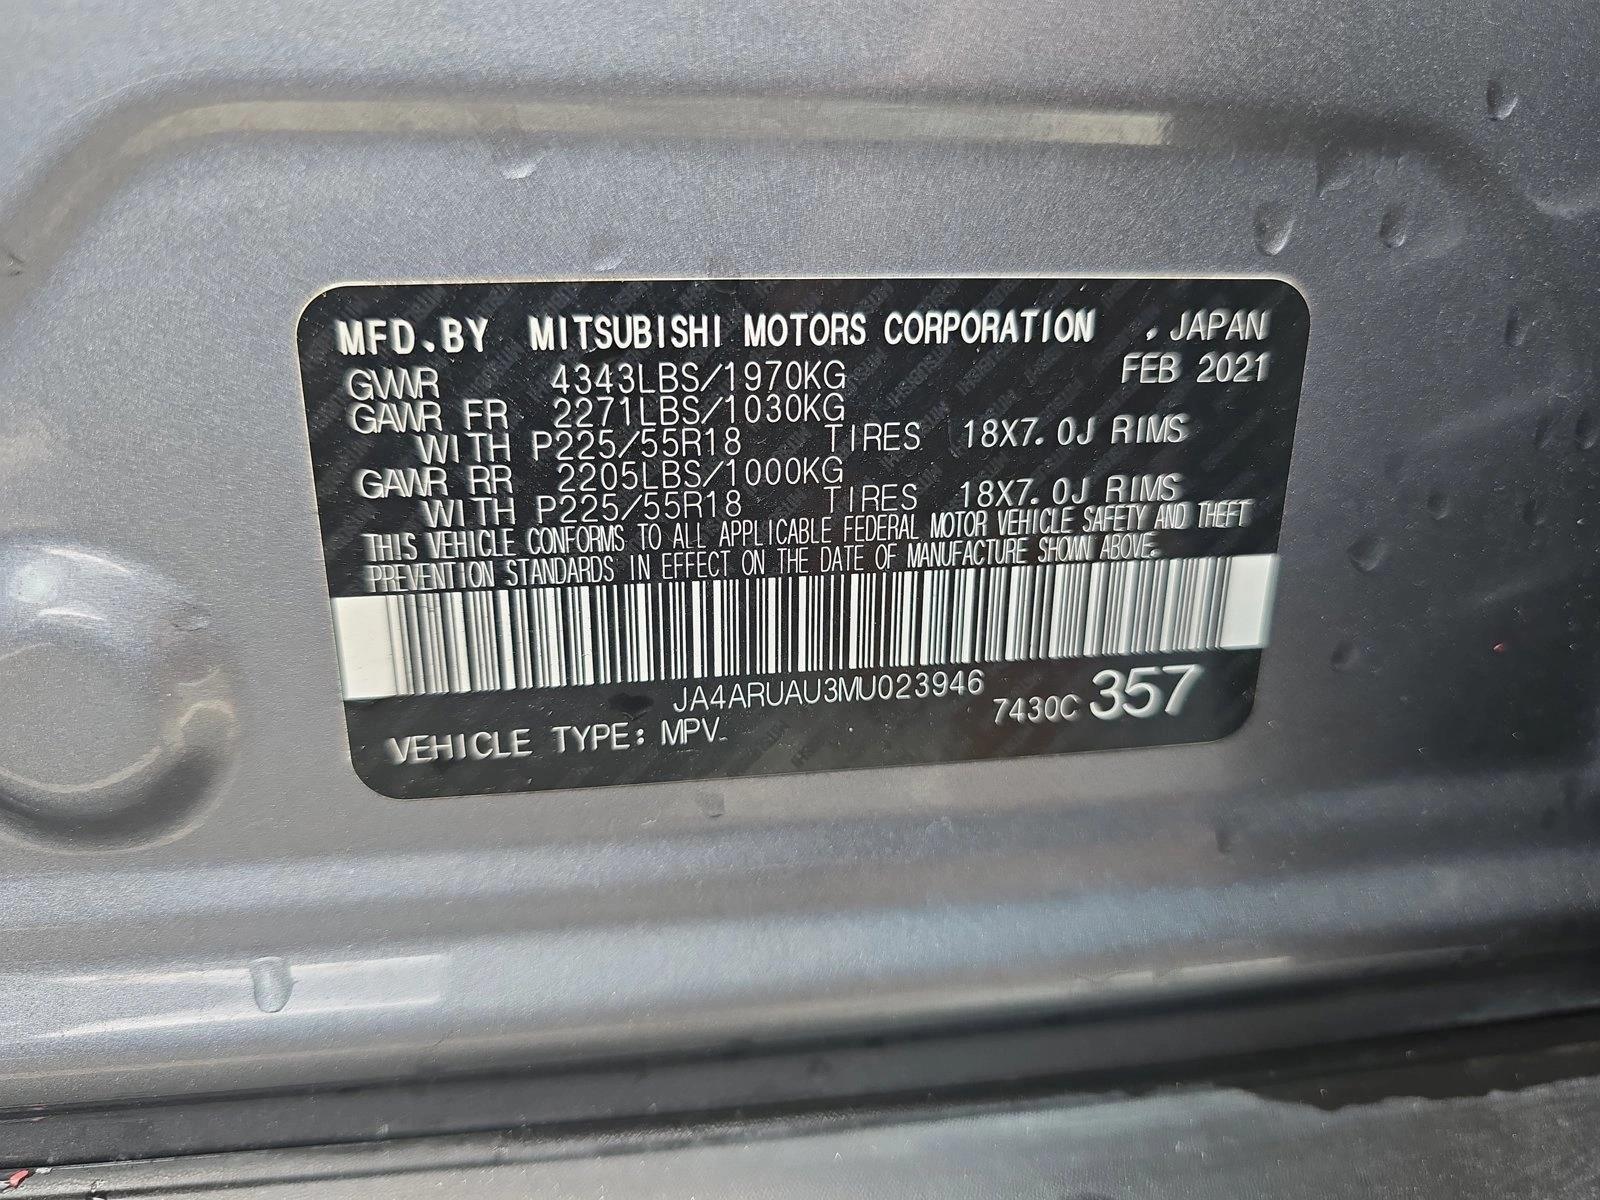 MFD.BY MITSUBISHI MOTORS CORPORATION , JAPAN
GVWR 4343LBS/1970KG FEB 2021
GAWR FR 2271LBS/1030KG
WITH P225/55R18 TIRES 18X7.0J RIMS
GAWR RR 2205LBS/1000KG
WITH P225/55R18 TIRES 18X7.0J RIMS
THIS VEHICLE CONFORMS TO ALL APPLICABLE FEDERAL MOTOR VEHICLE SAFETY AND THEFT
PREVENTION STANDARDS IN EFFECT ON THE DATE OF MANUFACTURE SHOWN ABOVE.
JA4ARUAU3MU023946
VEHICLE TYPE: MPV 7430C 357